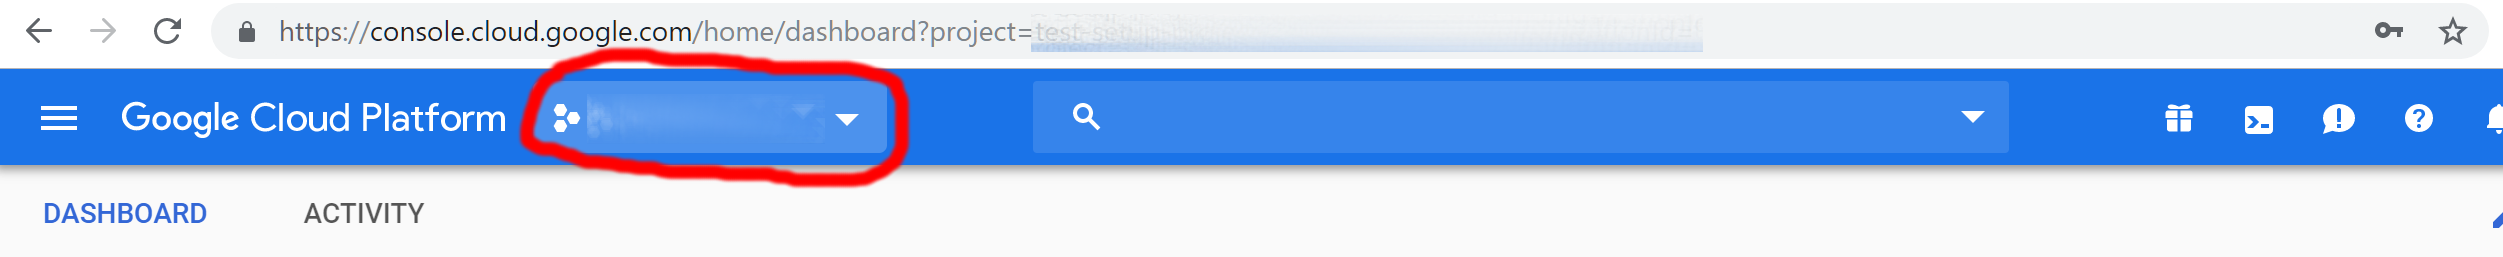 https://console.cloud.google.com/home/dashboard?project=
Google Cloud Platform
DASHBOARD ACTIVITY